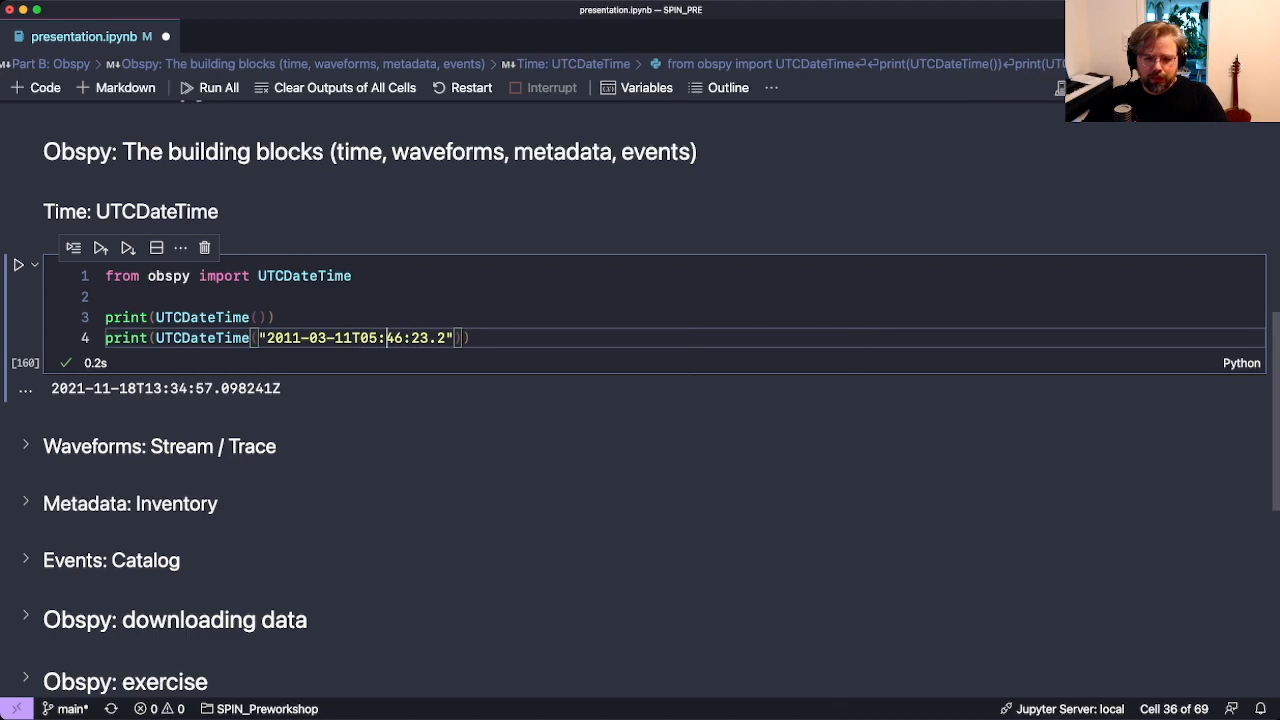 presentation.ipynb — SPIN_PRE
presentation.ipynb M
Part B: Obspy > Obspy: The building blocks (time, waveforms, metadata, events) > Time: UTCDateTime > from obspy import UTCDateTime↵↵print(UTCDateTime())↵print(UTC
+ Code + Markdown Run All Clear Outputs of All Cells Restart Interrupt Variables Outline ···
Obspy: The building blocks (time, waveforms, metadata, events)
Time: UTCDateTime
1 from obspy import UTCDateTime
2
3 print(UTCDateTime())
4 print(UTCDateTime("2011-03-11T05:46:23.2"))
[160] ✓ 0.2s Python
... 2021-11-18T13:34:57.098241Z
> Waveforms: Stream / Trace
> Metadata: Inventory
> Events: Catalog
> Obspy: downloading data
> Obspy: exercise
main* 0 0 SPIN_Preworkshop Jupyter Server: local Cell 36 of 69